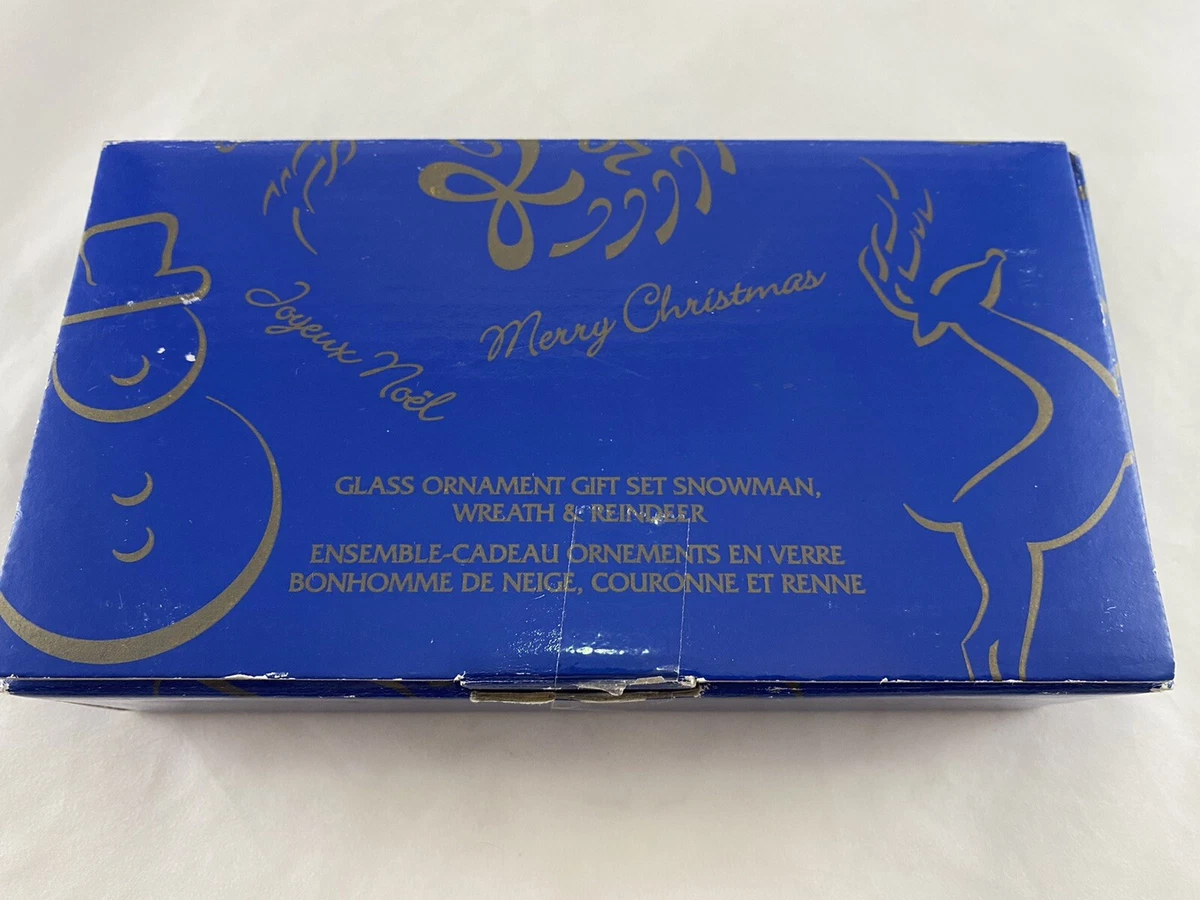 Joyeux Noël
Merry Christmas
GLASS ORNAMENT GIFT SET SNOWMAN,
WREATH & REINDEER
ENSEMBLE-CADEAU ORNEMENTS EN VERRE
BONHOMME DE NEIGE, COURONNE ET RENNE